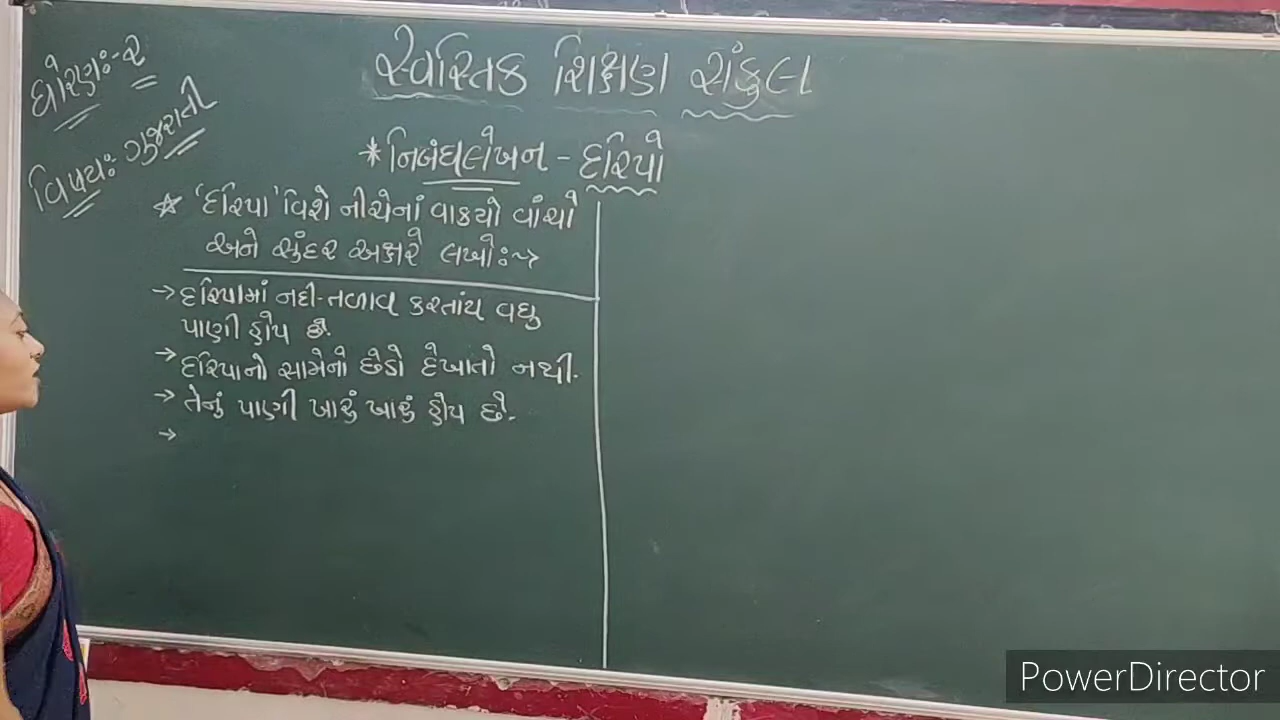 ધોરણઃ-૨
વિષયઃ ગુજરાતી
સ્વસ્તિક શિક્ષણ સંકુલ
* નિબંધલેખન - દરિયો
☆ 'દરિયા' વિશે નીચેનાં વાક્યો વાંચો
અને સુંદર અક્ષરે લખોઃ→
→ દરિયામાં નદી-તળાવ કરતાંય વધુ
પાણી હોય છે.
→ દરિયાનો સામેનો છેડો દેખાતો નથી.
→ તેનું પાણી ખારું ખારું હોય છે.
→
PowerDirector